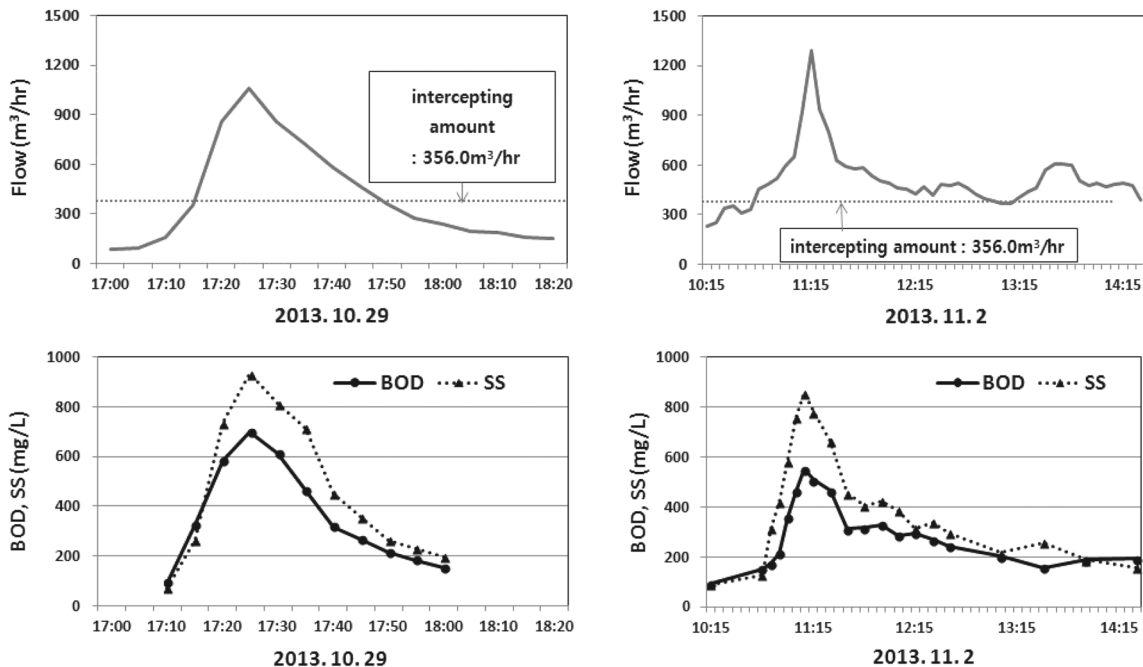 1500
1200
900
600
300
0
Flow (m³/hr)
intercepting
amount
: 356.0m³/hr
17:00 17:10 17:20 17:30 17:40 17:50 18:00 18:10 18:20
2013. 10. 29
1500
1200
900
600
300
0
Flow (m³/hr)
intercepting amount : 356.0m³/hr
10:15 11:15 12:15 13:15 14:15
2013. 11. 2
1000
800
600
400
200
0
BOD, SS (mg/L)
BOD SS
17:00 17:10 17:20 17:30 17:40 17:50 18:00 18:10 18:20
2013. 10. 29
1000
800
600
400
200
0
BOD, SS (mg/L)
BOD SS
10:15 11:15 12:15 13:15 14:15
2013. 11. 2